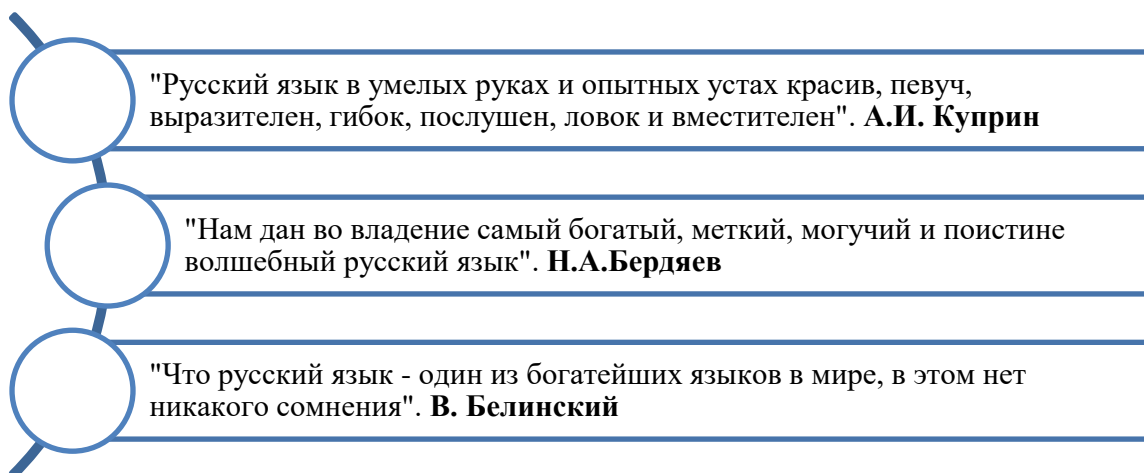 "Русский язык в умелых руках и опытных устах красив, певуч,
выразителен, гибок, послушен, ловок и вместителен". А.И. Куприн
"Нам дан во владение самый богатый, меткий, могучий и поистине
волшебный русский язык". Н.А.Бердяев
"Что русский язык - один из богатейших языков в мире, в этом нет
никакого сомнения". В. Белинский